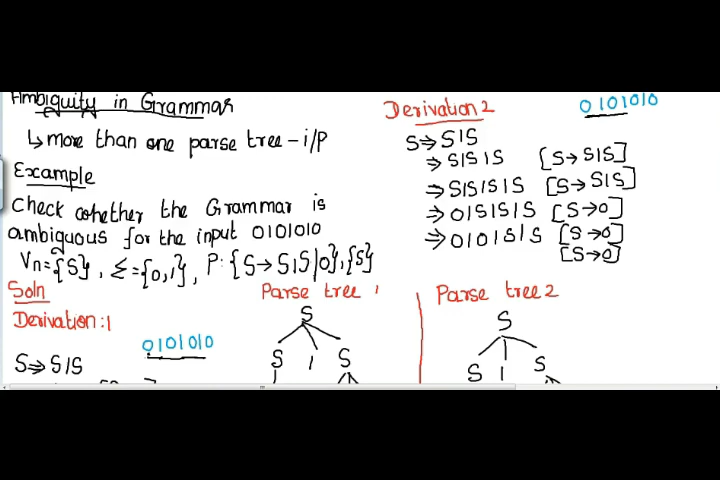 Ambiguity in Grammar
↳ more than one parse tree - i/p
Example
Check whether the Grammar is
ambiguous for the input 0101010
Vn={S}, Σ={0,1}, P: {S→S1S|0}, {S}
Soln
Derivation:1
0101010
S⇒S1S
Parse tree 1
S
S 1 S
Derivation 2
0101010
S⇒S1S
⇒S1S1S [S→S1S]
⇒S1S1S1S [S→S1S]
⇒01S1S1S [S→0]
⇒0101S1S [S→0]
[S→0]
Parse tree 2
S
S 1 S